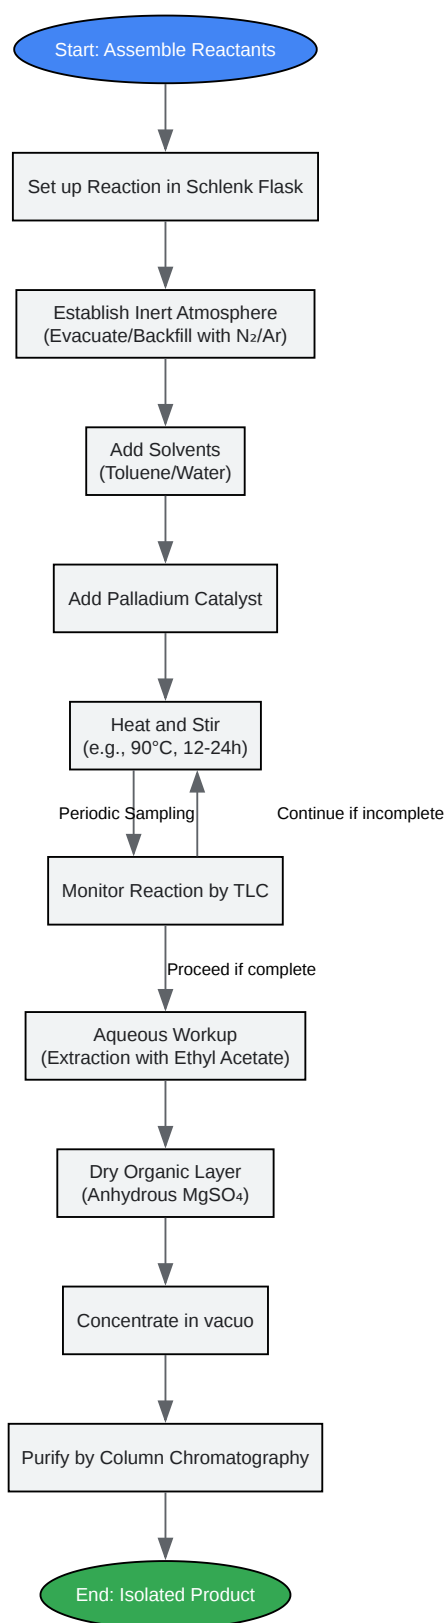 Start: Assemble Reactants
Set up Reaction in Schlenk Flask
Establish Inert Atmosphere
(Evacuate/Backfill with N₂/Ar)
Add Solvents
(Toluene/Water)
Add Palladium Catalyst
Heat and Stir
(e.g., 90°C, 12-24h)
Periodic Sampling
Continue if incomplete
Monitor Reaction by TLC
Proceed if complete
Aqueous Workup
(Extraction with Ethyl Acetate)
Dry Organic Layer
(Anhydrous MgSO₄)
Concentrate in vacuo
Purify by Column Chromatography
End: Isolated Product